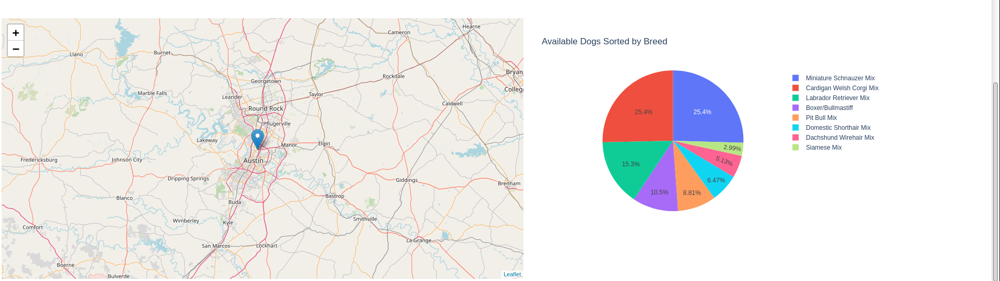 +
−
Hearne
Cameron
Llano
Burnet
Bryan
Rockdale
Georgetown
Colleg
Marble Falls
Taylor
Leander
Caldwell
Round Rock
Pflugerville
Lakeway
Elgin
Manor
Fredericksburg
Johnson City
Austin
Dripping Springs
Giddings
Brenham
Blanco
Bastrop
Buda
Smithville
Wimberley
Kyle
Comfort
La Grange
San Marcos
Lockhart
Boerne
Bulverde
Leaflet
Available Dogs Sorted by Breed
25.4%
25.4%
2.99%
5.13%
15.3%
6.47%
10.5%
8.81%
Miniature Schnauzer Mix
Cardigan Welsh Corgi Mix
Labrador Retriever Mix
Boxer/Bullmastiff
Pit Bull Mix
Domestic Shorthair Mix
Dachshund Wirehair Mix
Siamese Mix